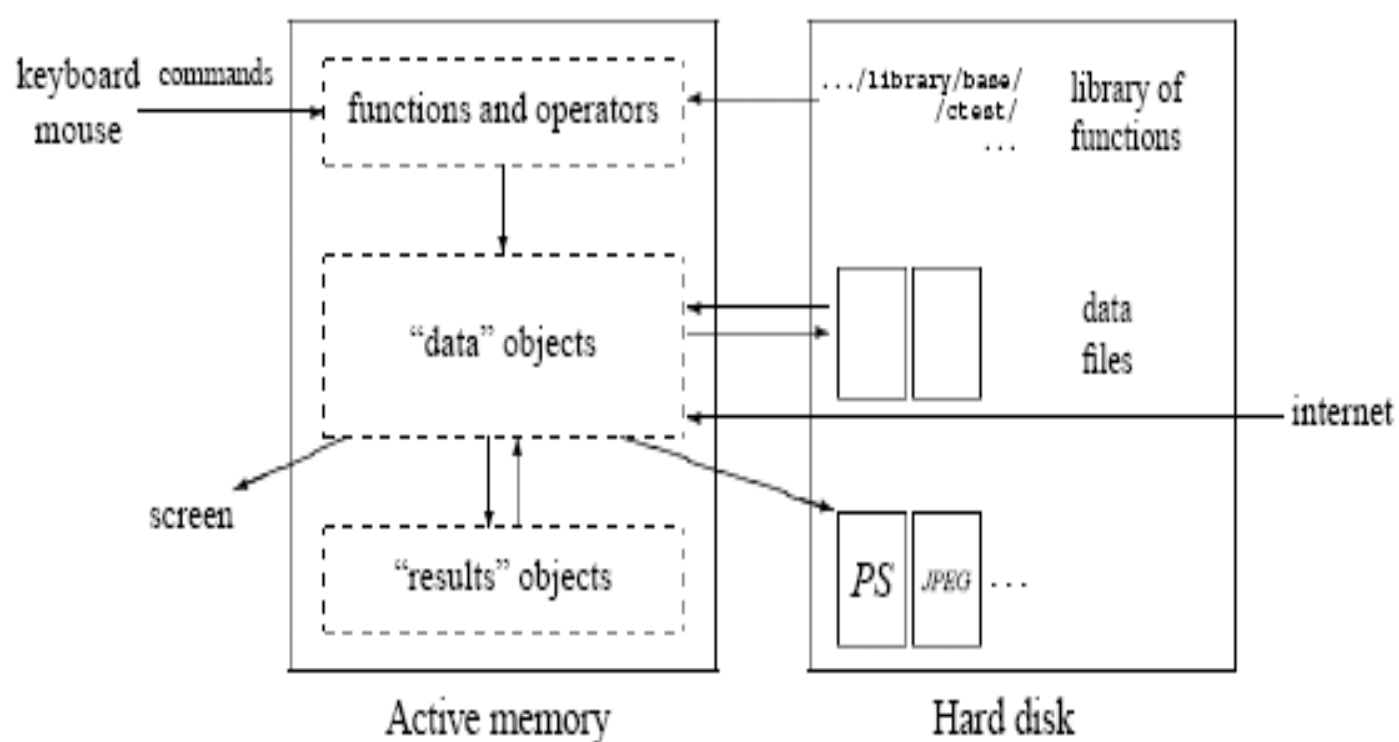 keyboard commands
mouse
functions and operators
.../library/base/
/ctest/
...
library of
functions
"data" objects
data
files
internet
screen
"results" objects
PS
JPEG
...
Active memory
Hard disk